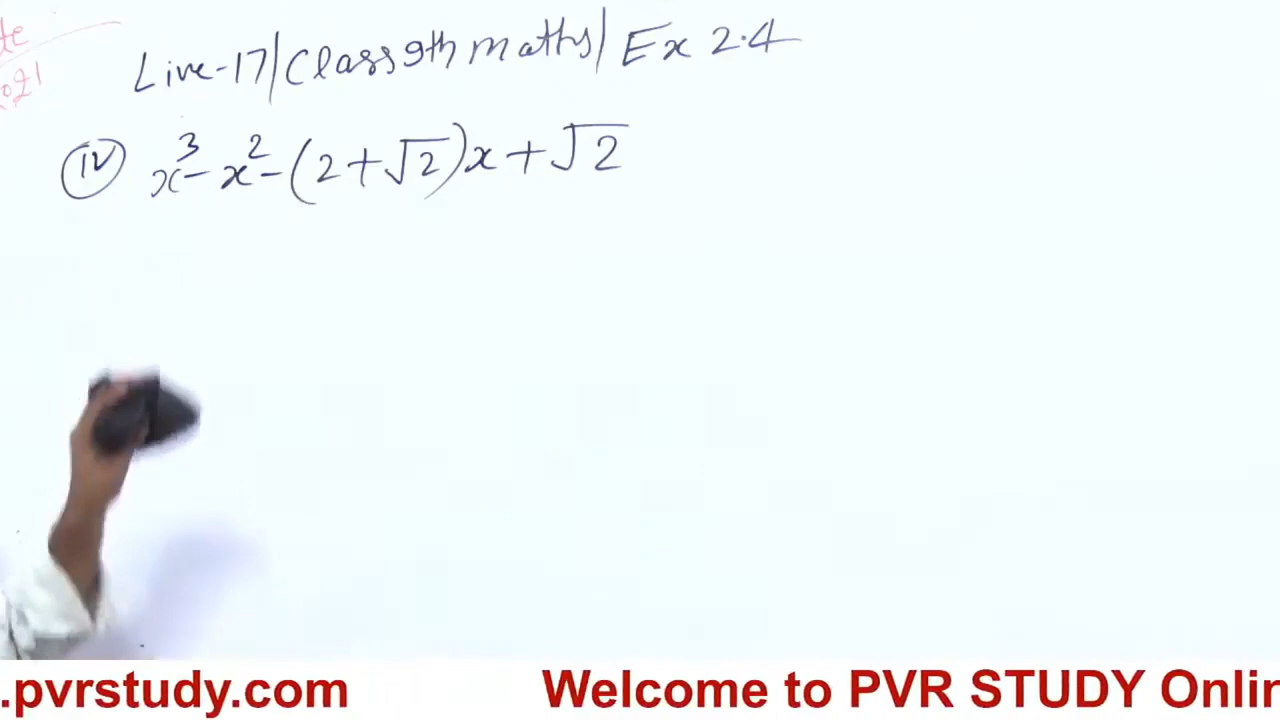 Live-17/Class 9th maths/ Ex 2.4
(iv) x³-x²-(2+√2)x+√2
.pvrstudy.com Welcome to PVR STUDY